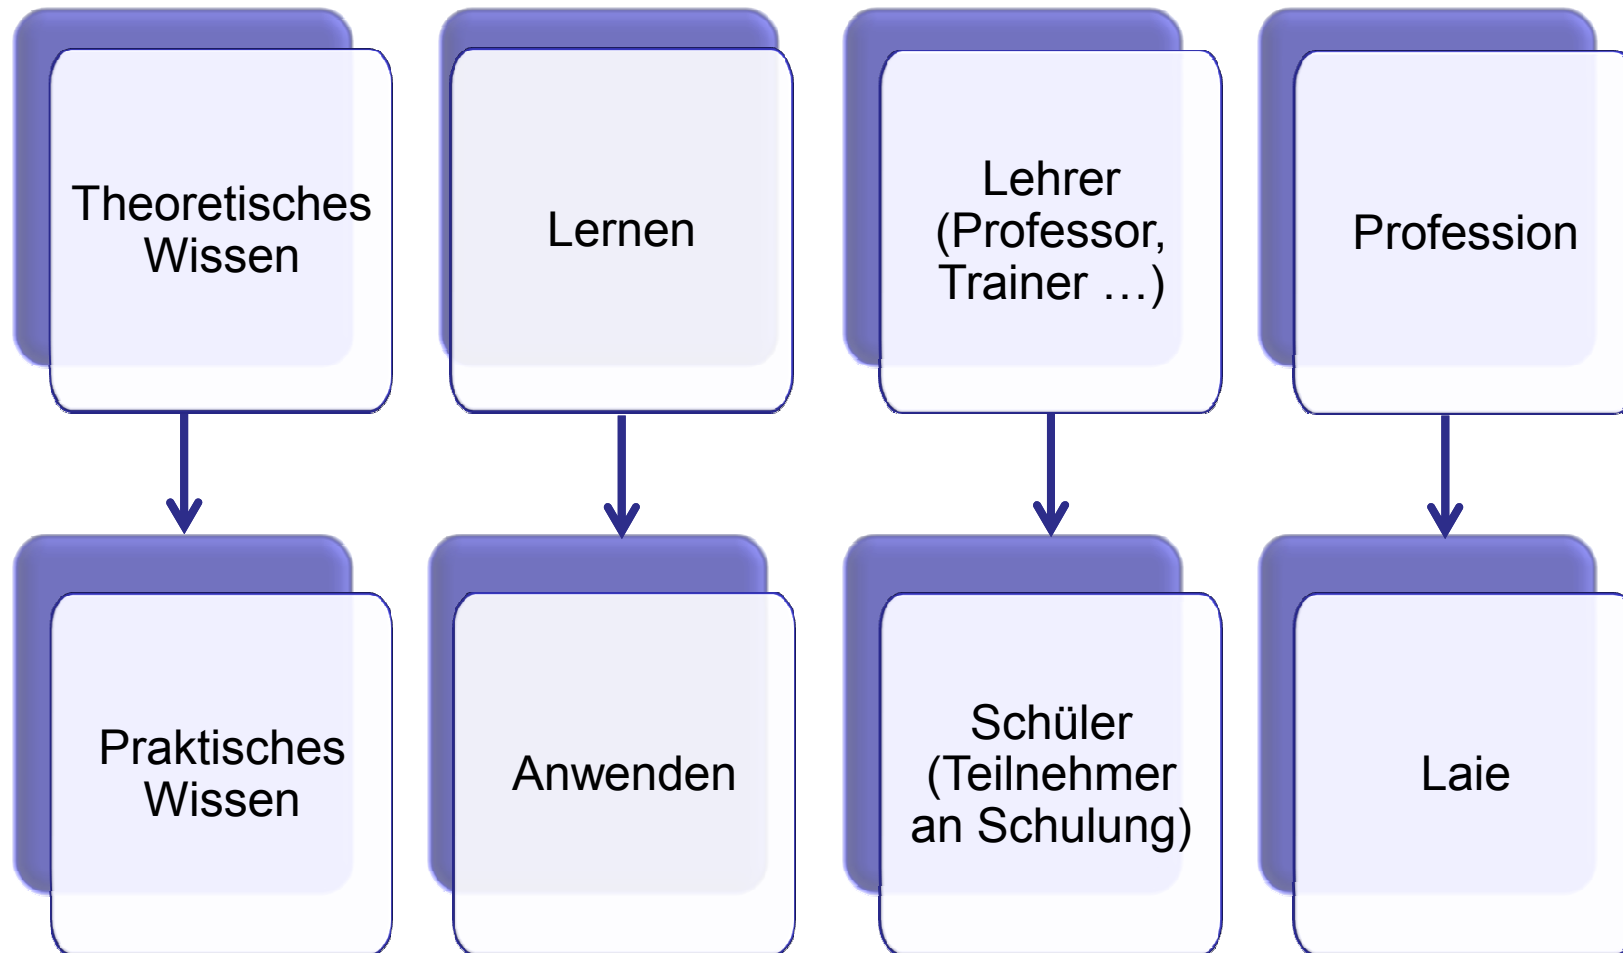 Theoretisches
Wissen
Lernen
Lehrer
(Professor,
Trainer …)
Profession
Praktisches
Wissen
Anwenden
Schüler
(Teilnehmer
an Schulung)
Laie